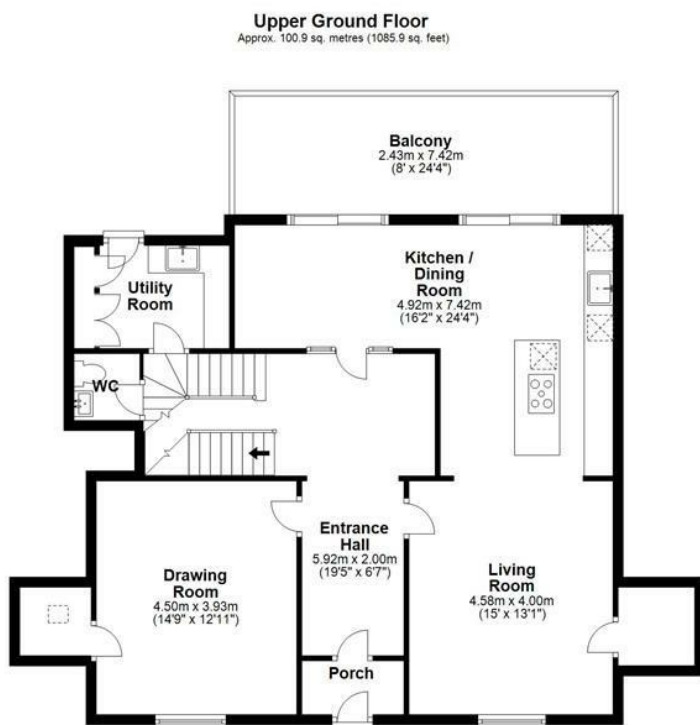 Upper Ground Floor
Approx. 100.9 sq. metres (1085.9 sq. feet)
Balcony
2.43m x 7.42m
(8' x 24'4")
Kitchen /
Dining
Room
4.92m x 7.42m
(16'2" x 24'4")
Utility
Room
WC
Entrance
Hall
5.92m x 2.00m
(19'5" x 6'7")
Drawing
Room
4.50m x 3.93m
(14'9" x 12'11")
Living
Room
4.58m x 4.00m
(15' x 13'1")
Porch